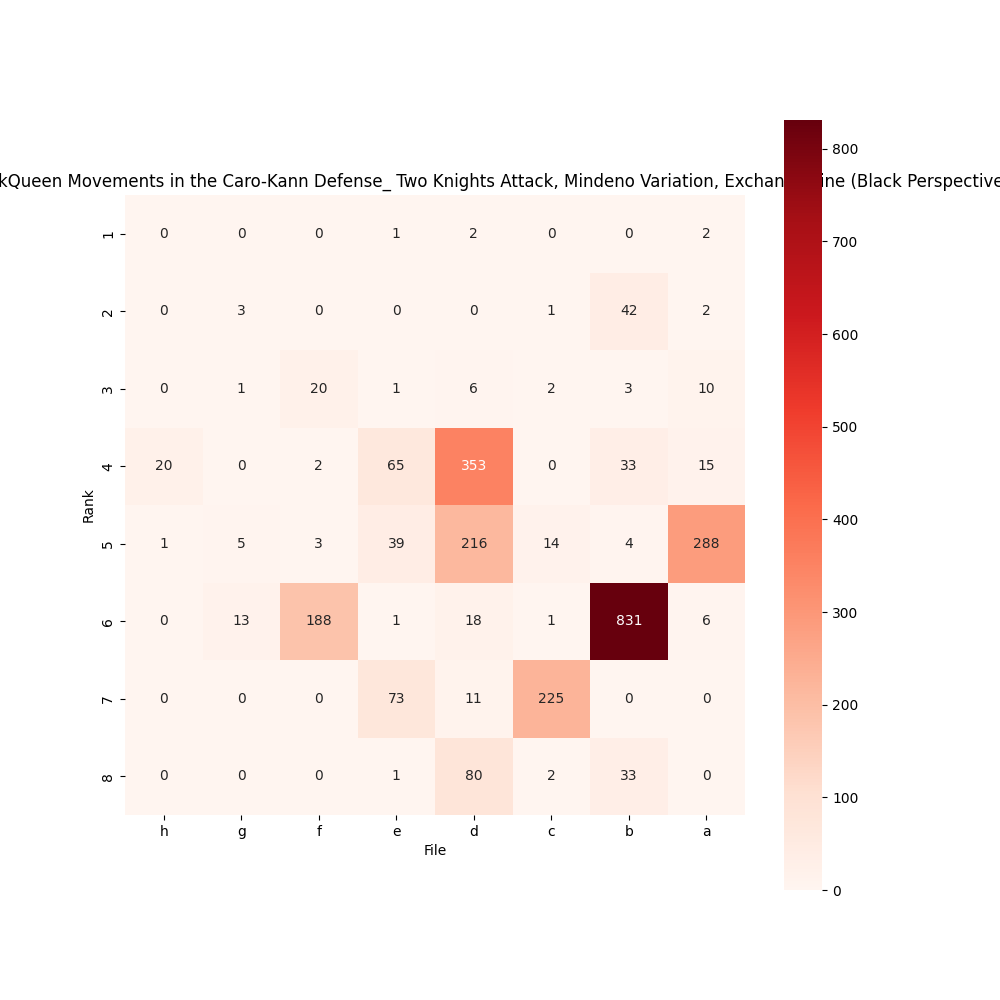 kQueen Movements in the Caro-Kann Defense_ Two Knights Attack, Mindeno Variation, Exchange Line (Black Perspective
1 0 0 0 1 2 0 0 2
2 0 3 0 0 0 1 42 2
3 0 1 20 1 6 2 3 10
4 20 0 2 65 353 0 33 15
5 1 5 3 39 216 14 4 288
6 0 13 188 1 18 1 831 6
7 0 0 0 73 11 225 0 0
8 0 0 0 1 80 2 33 0
h g f e d c b a
File
Rank
800
700
600
500
400
300
200
100
0